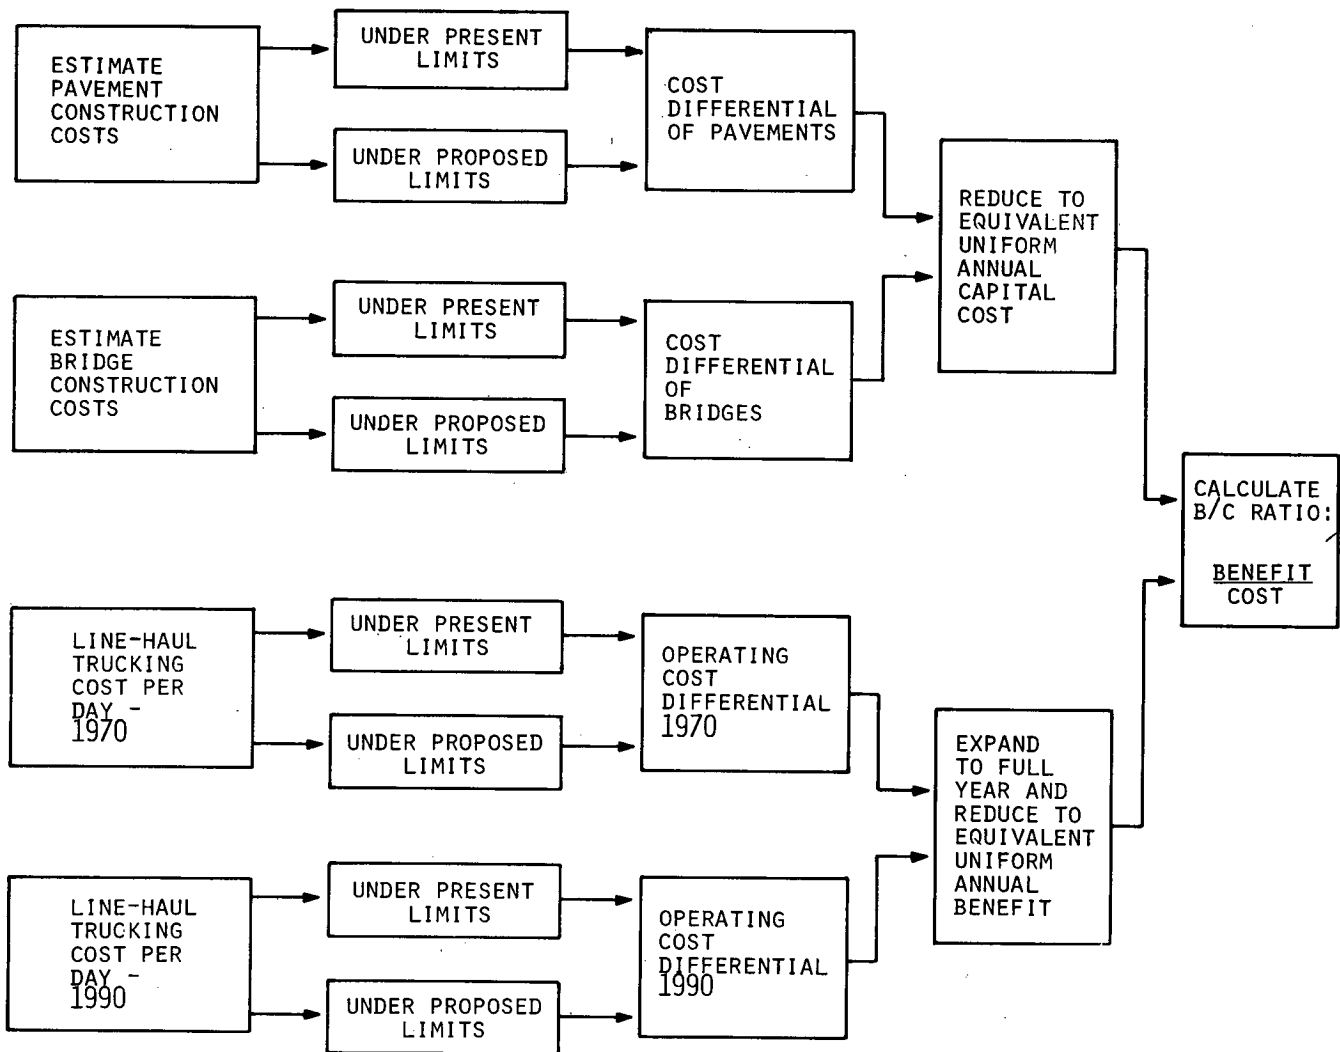 ESTIMATE
PAVEMENT
CONSTRUCTION
COSTS
UNDER PRESENT
LIMITS
UNDER PROPOSED
LIMITS
COST
DIFFERENTIAL
OF PAVEMENTS
REDUCE TO
EQUIVALENT
UNIFORM
ANNUAL
CAPITAL
COST
ESTIMATE
BRIDGE
CONSTRUCTION
COSTS
UNDER PRESENT
LIMITS
UNDER PROPOSED
LIMITS
COST
DIFFERENTIAL
OF
BRIDGES
CALCULATE
B/C RATIO:
BENEFIT
COST
LINE-HAUL
TRUCKING
COST PER
DAY -
1970
UNDER PRESENT
LIMITS
UNDER PROPOSED
LIMITS
OPERATING
COST
DIFFERENTIAL
1970
EXPAND
TO FULL
YEAR AND
REDUCE TO
EQUIVALENT
UNIFORM
ANNUAL
BENEFIT
LINE-HAUL
TRUCKING
COST PER
DAY -
1990
UNDER PRESENT
LIMITS
UNDER PROPOSED
LIMITS
OPERATING
COST
DIFFERENTIAL
1990